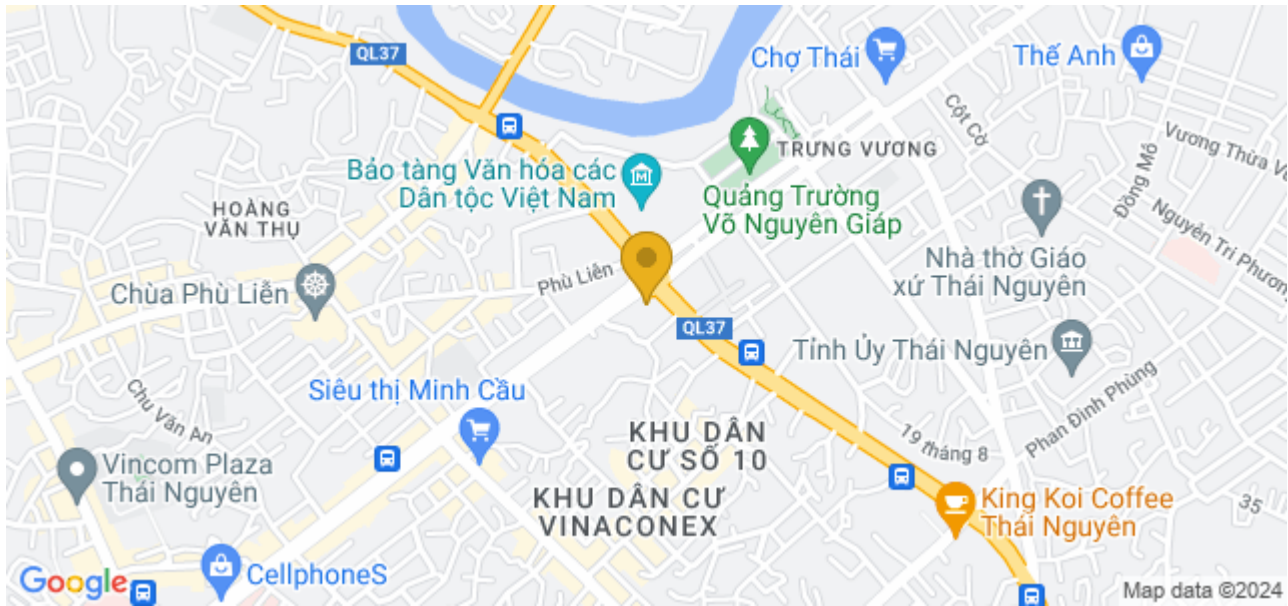 QL37
Chợ Thái
Thế Anh
Cột Cờ
Vương Thừa Vũ
TRƯNG VƯƠNG
Bảo tàng Văn hóa các
Dân tộc Việt Nam
Quảng Trường
Võ Nguyên Giáp
Đồng Mỏ
Nguyễn Tri Phương
HOÀNG
VĂN THỤ
Nhà thờ Giáo
xứ Thái Nguyên
Phù Liễn
Chùa Phù Liễn
QL37
Tỉnh Ủy Thái Nguyên
Phan Đình Phùng
Siêu thị Minh Cầu
Chu Văn An
KHU DÂN
CƯ SỐ 10
19 Tháng 8
Vincom Plaza
Thái Nguyên
KHU DÂN CƯ
VINACONEX
King Koi Coffee
Thái Nguyên
35
CellphoneS
Google
Map data ©2024